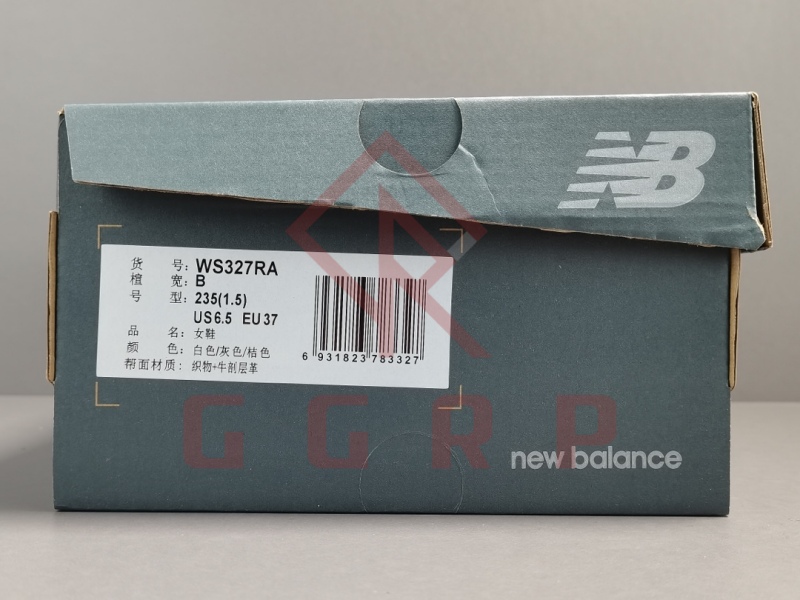 NB
货 号: WS327RA
楦 宽: B
号 型: 235(1.5)
US6.5 EU37
品 名: 女鞋
颜 色: 白色/灰色/桔色
帮面材质: 织物+牛剖层革
6 931823 783327
GGRP
new balance